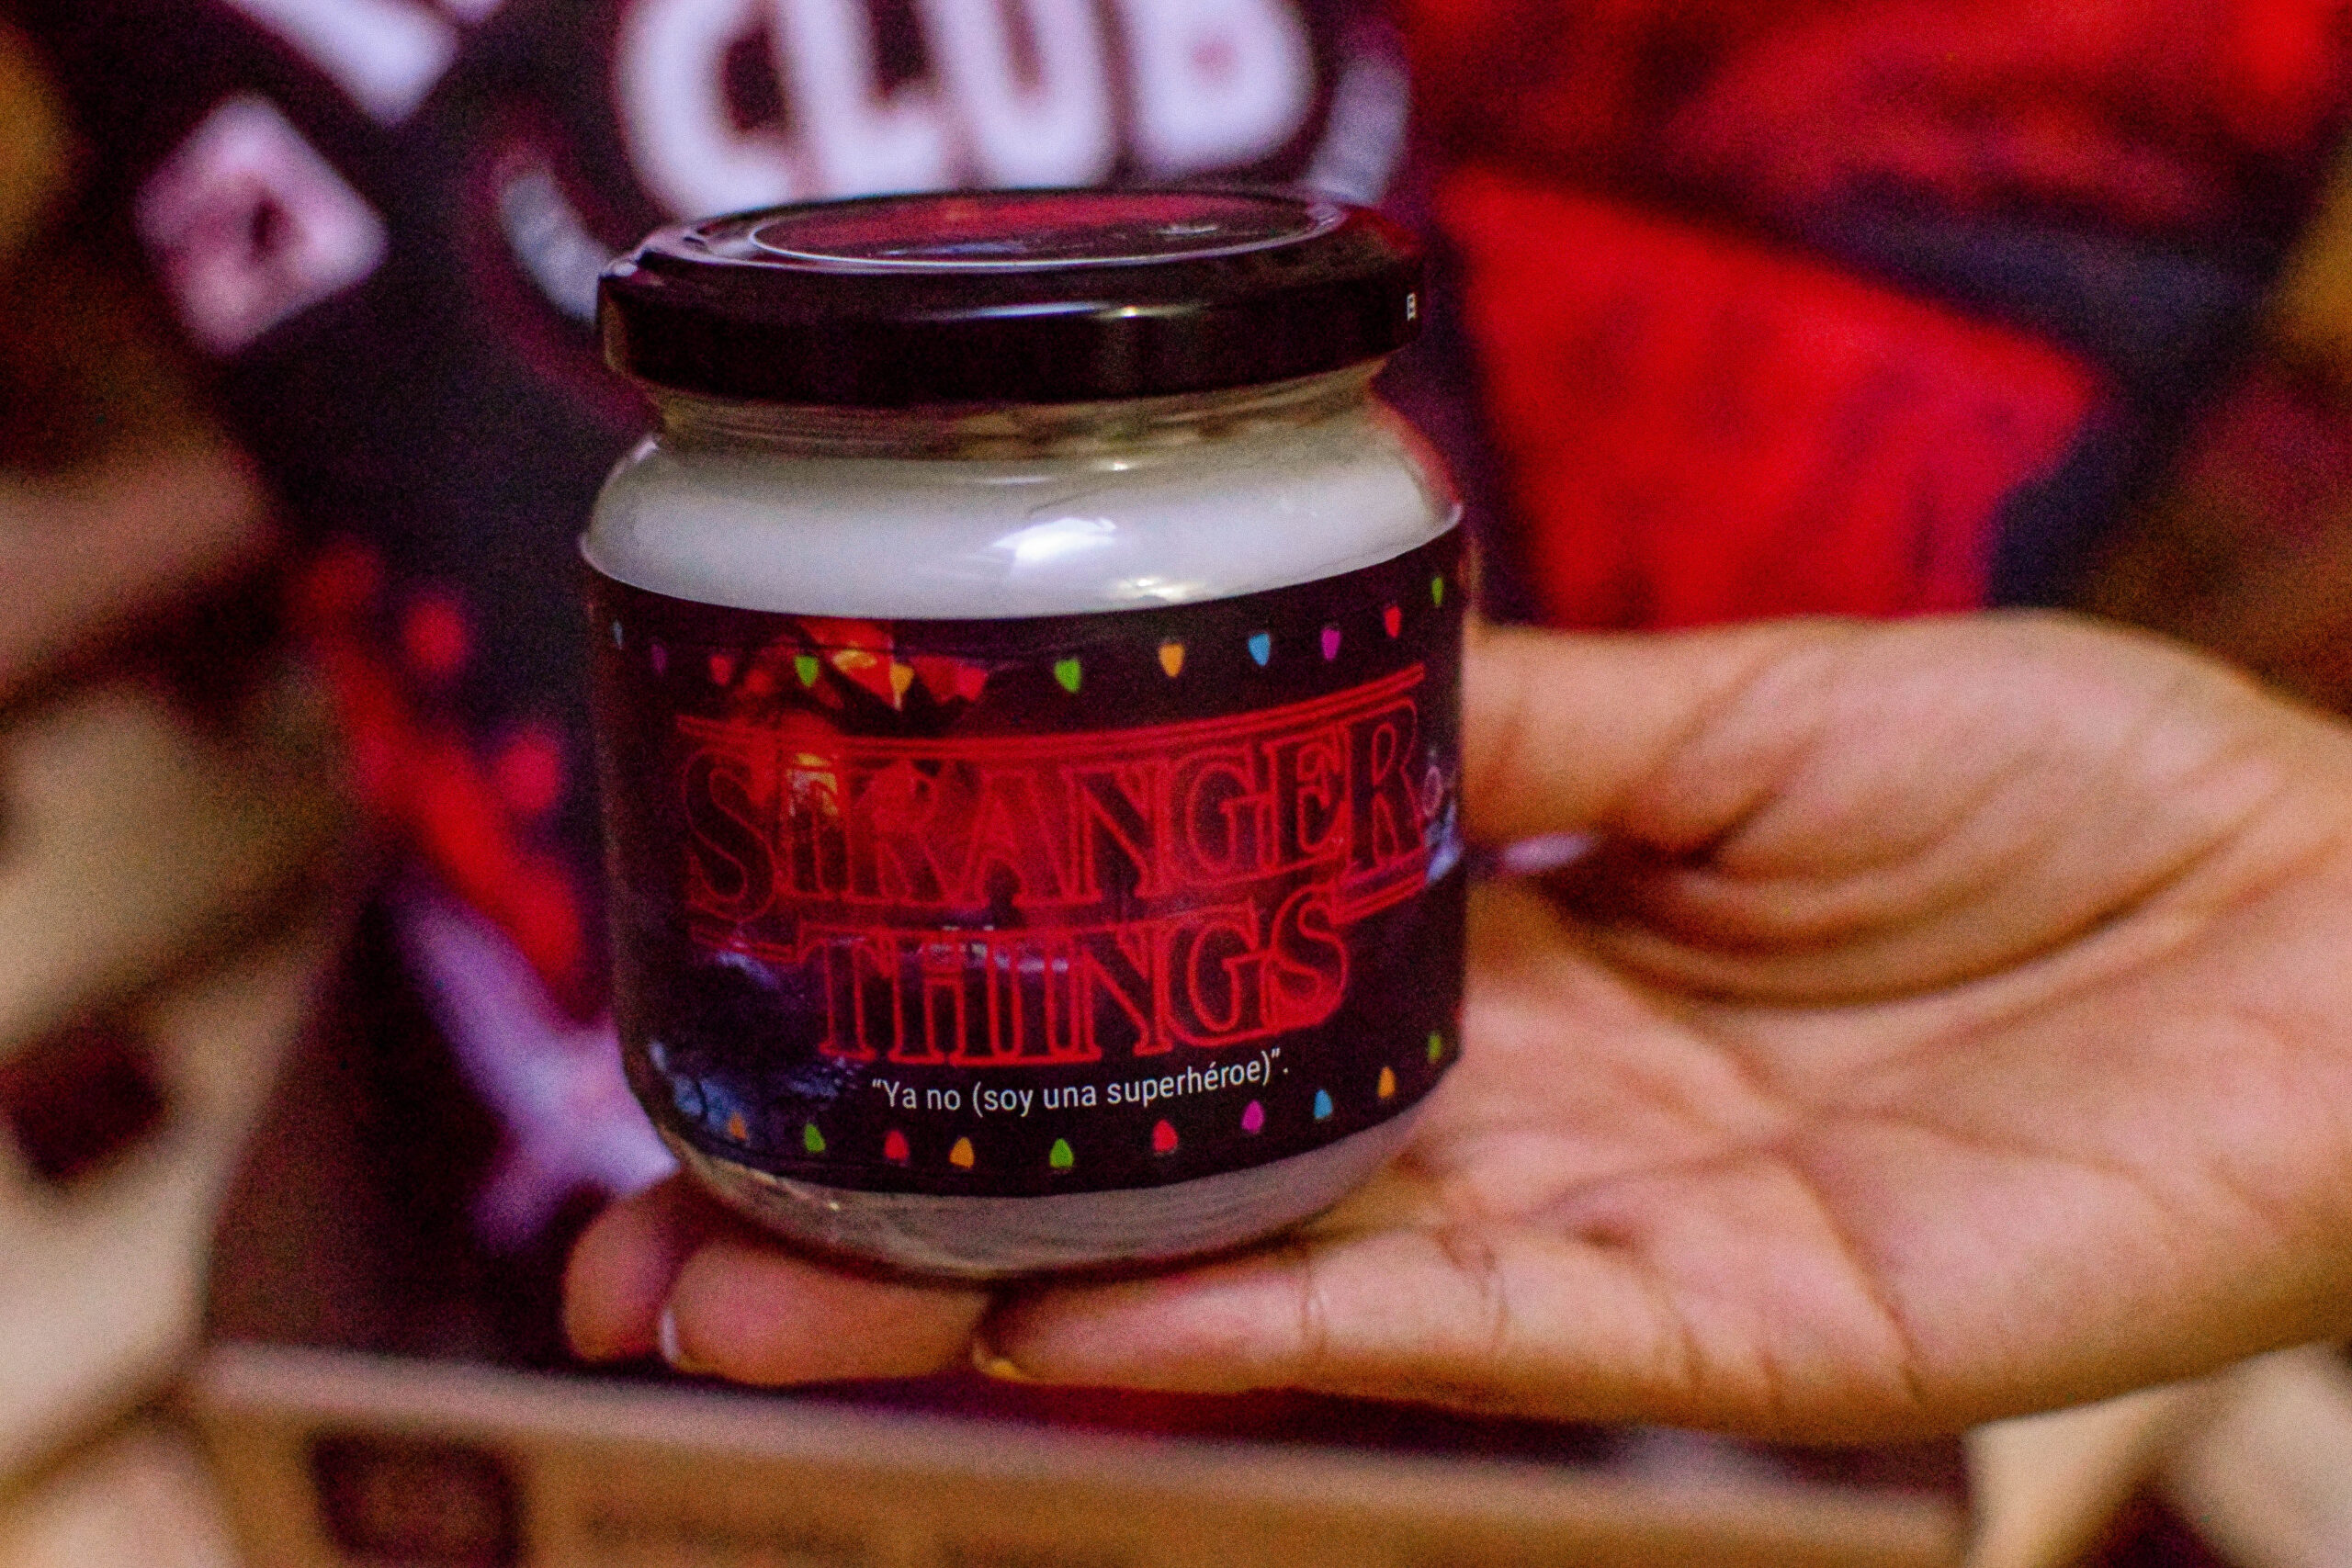 CLUB
STRANGER
THINGS
“Ya no (soy una superhéroe)”.